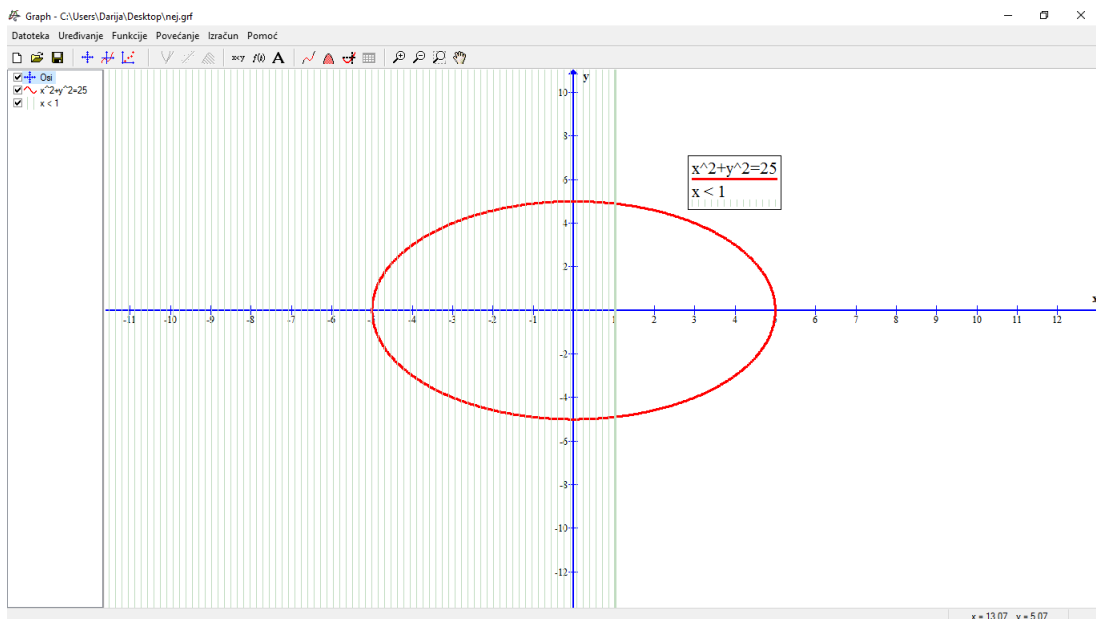 Graph - C:\Users\Darija\Desktop\nej.grf
Datoteka Uređivanje Funkcije Povećanje Izračun Pomoć
x=y f(x) A
Osi
x^2+y^2=25
x < 1
y
10
8
6
4
2
-2
-4
-6
-8
-10
-12
x^2+y^2=25
x < 1
x
-11 -10 -9 -8 -7 -6 -5 -4 -3 -2 -1 1 2 3 4 5 6 7 8 9 10 11 12
x = 13.07 y = 5.07